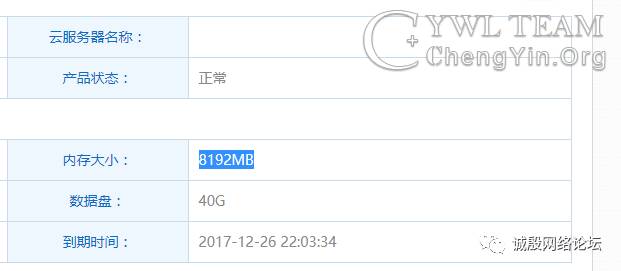 云服务器名称：
CYWL TEAM
ChengYin.Org
产品状态：
正常
内存大小：
8192MB
数据盘：
40G
到期时间：
2017-12-26 22:03:34
诚殷网络论坛